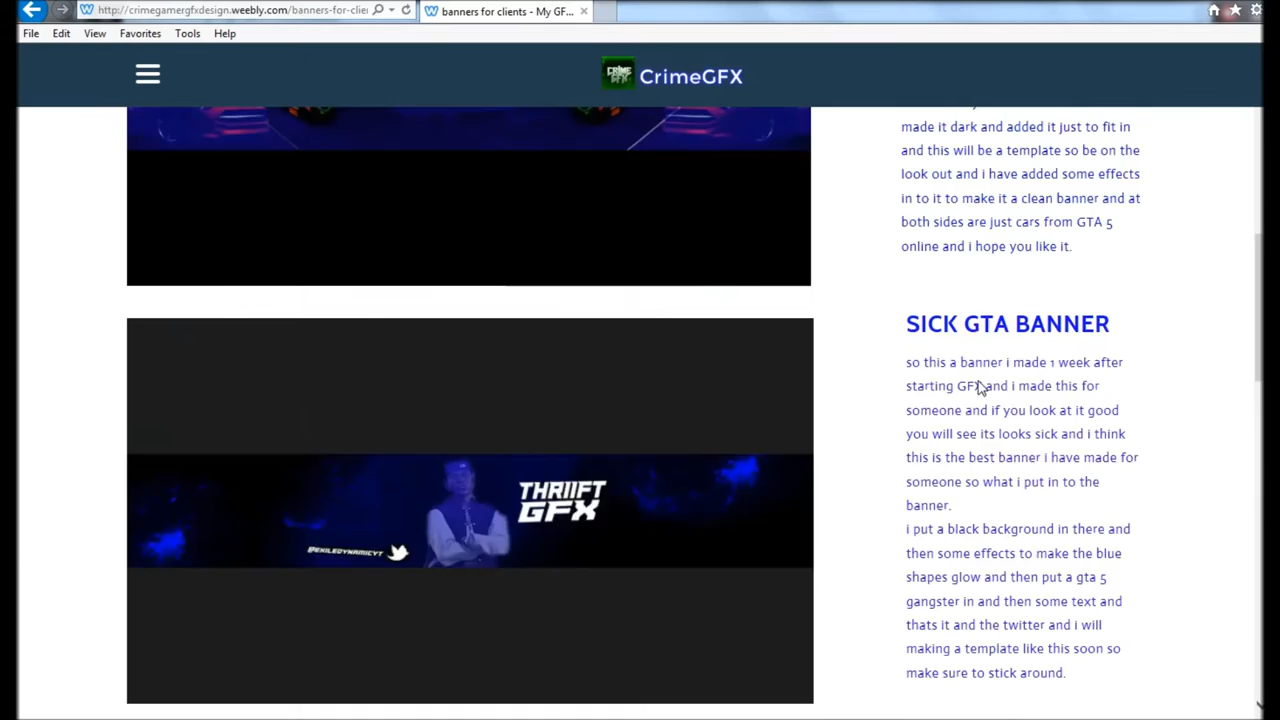 http://crimegamergfxdesign.weebly.com/banners-for-clie
banners for clients - My GF...
File Edit View Favorites Tools Help
CRIME GFX
CrimeGFX
made it dark and added it just to fit in
and this will be a template so be on the
look out and i have added some effects
in to it to make it a clean banner and at
both sides are just cars from GTA 5
online and i hope you like it.
SICK GTA BANNER
so this a banner i made 1 week after
starting GFX and i made this for
someone and if you look at it good
you will see its looks sick and i think
this is the best banner i have made for
someone so what i put in to the
banner.
i put a black background in there and
then some effects to make the blue
shapes glow and then put a gta 5
gangster in and then some text and
thats it and the twitter and i will
making a template like this soon so
make sure to stick around.
THRIIFT
GFX
@EXILEDYNAMICYT